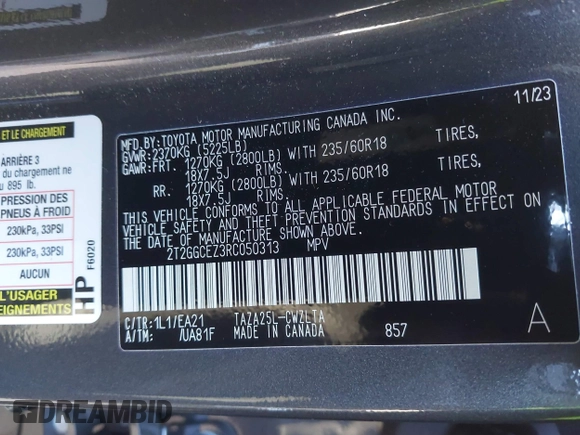 ET LE CHARGEMENT
ARRIÈRE 3
du chargement ne
895 lb.
PRESSION DES
PNEUS À FROID
230kPa, 33PSI
230kPa, 33PSI
AUCUN
L'USAGER
HP
F6020
11/23
MFD.BY:TOYOTA MOTOR MANUFACTURING CANADA INC.
GVWR:2370KG (5225LB)
GAWR:FRT. 1270KG (2800LB) WITH 235/60R18 TIRES,
18X7.5J RIMS.
RR. 1270KG (2800LB) WITH 235/60R18 TIRES,
18X7.5J RIMS.
THIS VEHICLE CONFORMS TO ALL APPLICABLE FEDERAL MOTOR
VEHICLE SAFETY AND THEFT PREVENTION STANDARDS IN EFFECT ON
THE DATE OF MANUFACTURE SHOWN ABOVE.
2T2GGCEZ3RC050313 MPV
C/TR:1L1/EA21 TAZA25L-CWZLTA
A/TM: /UA81F MADE IN CANADA 857
A
DREAMBID